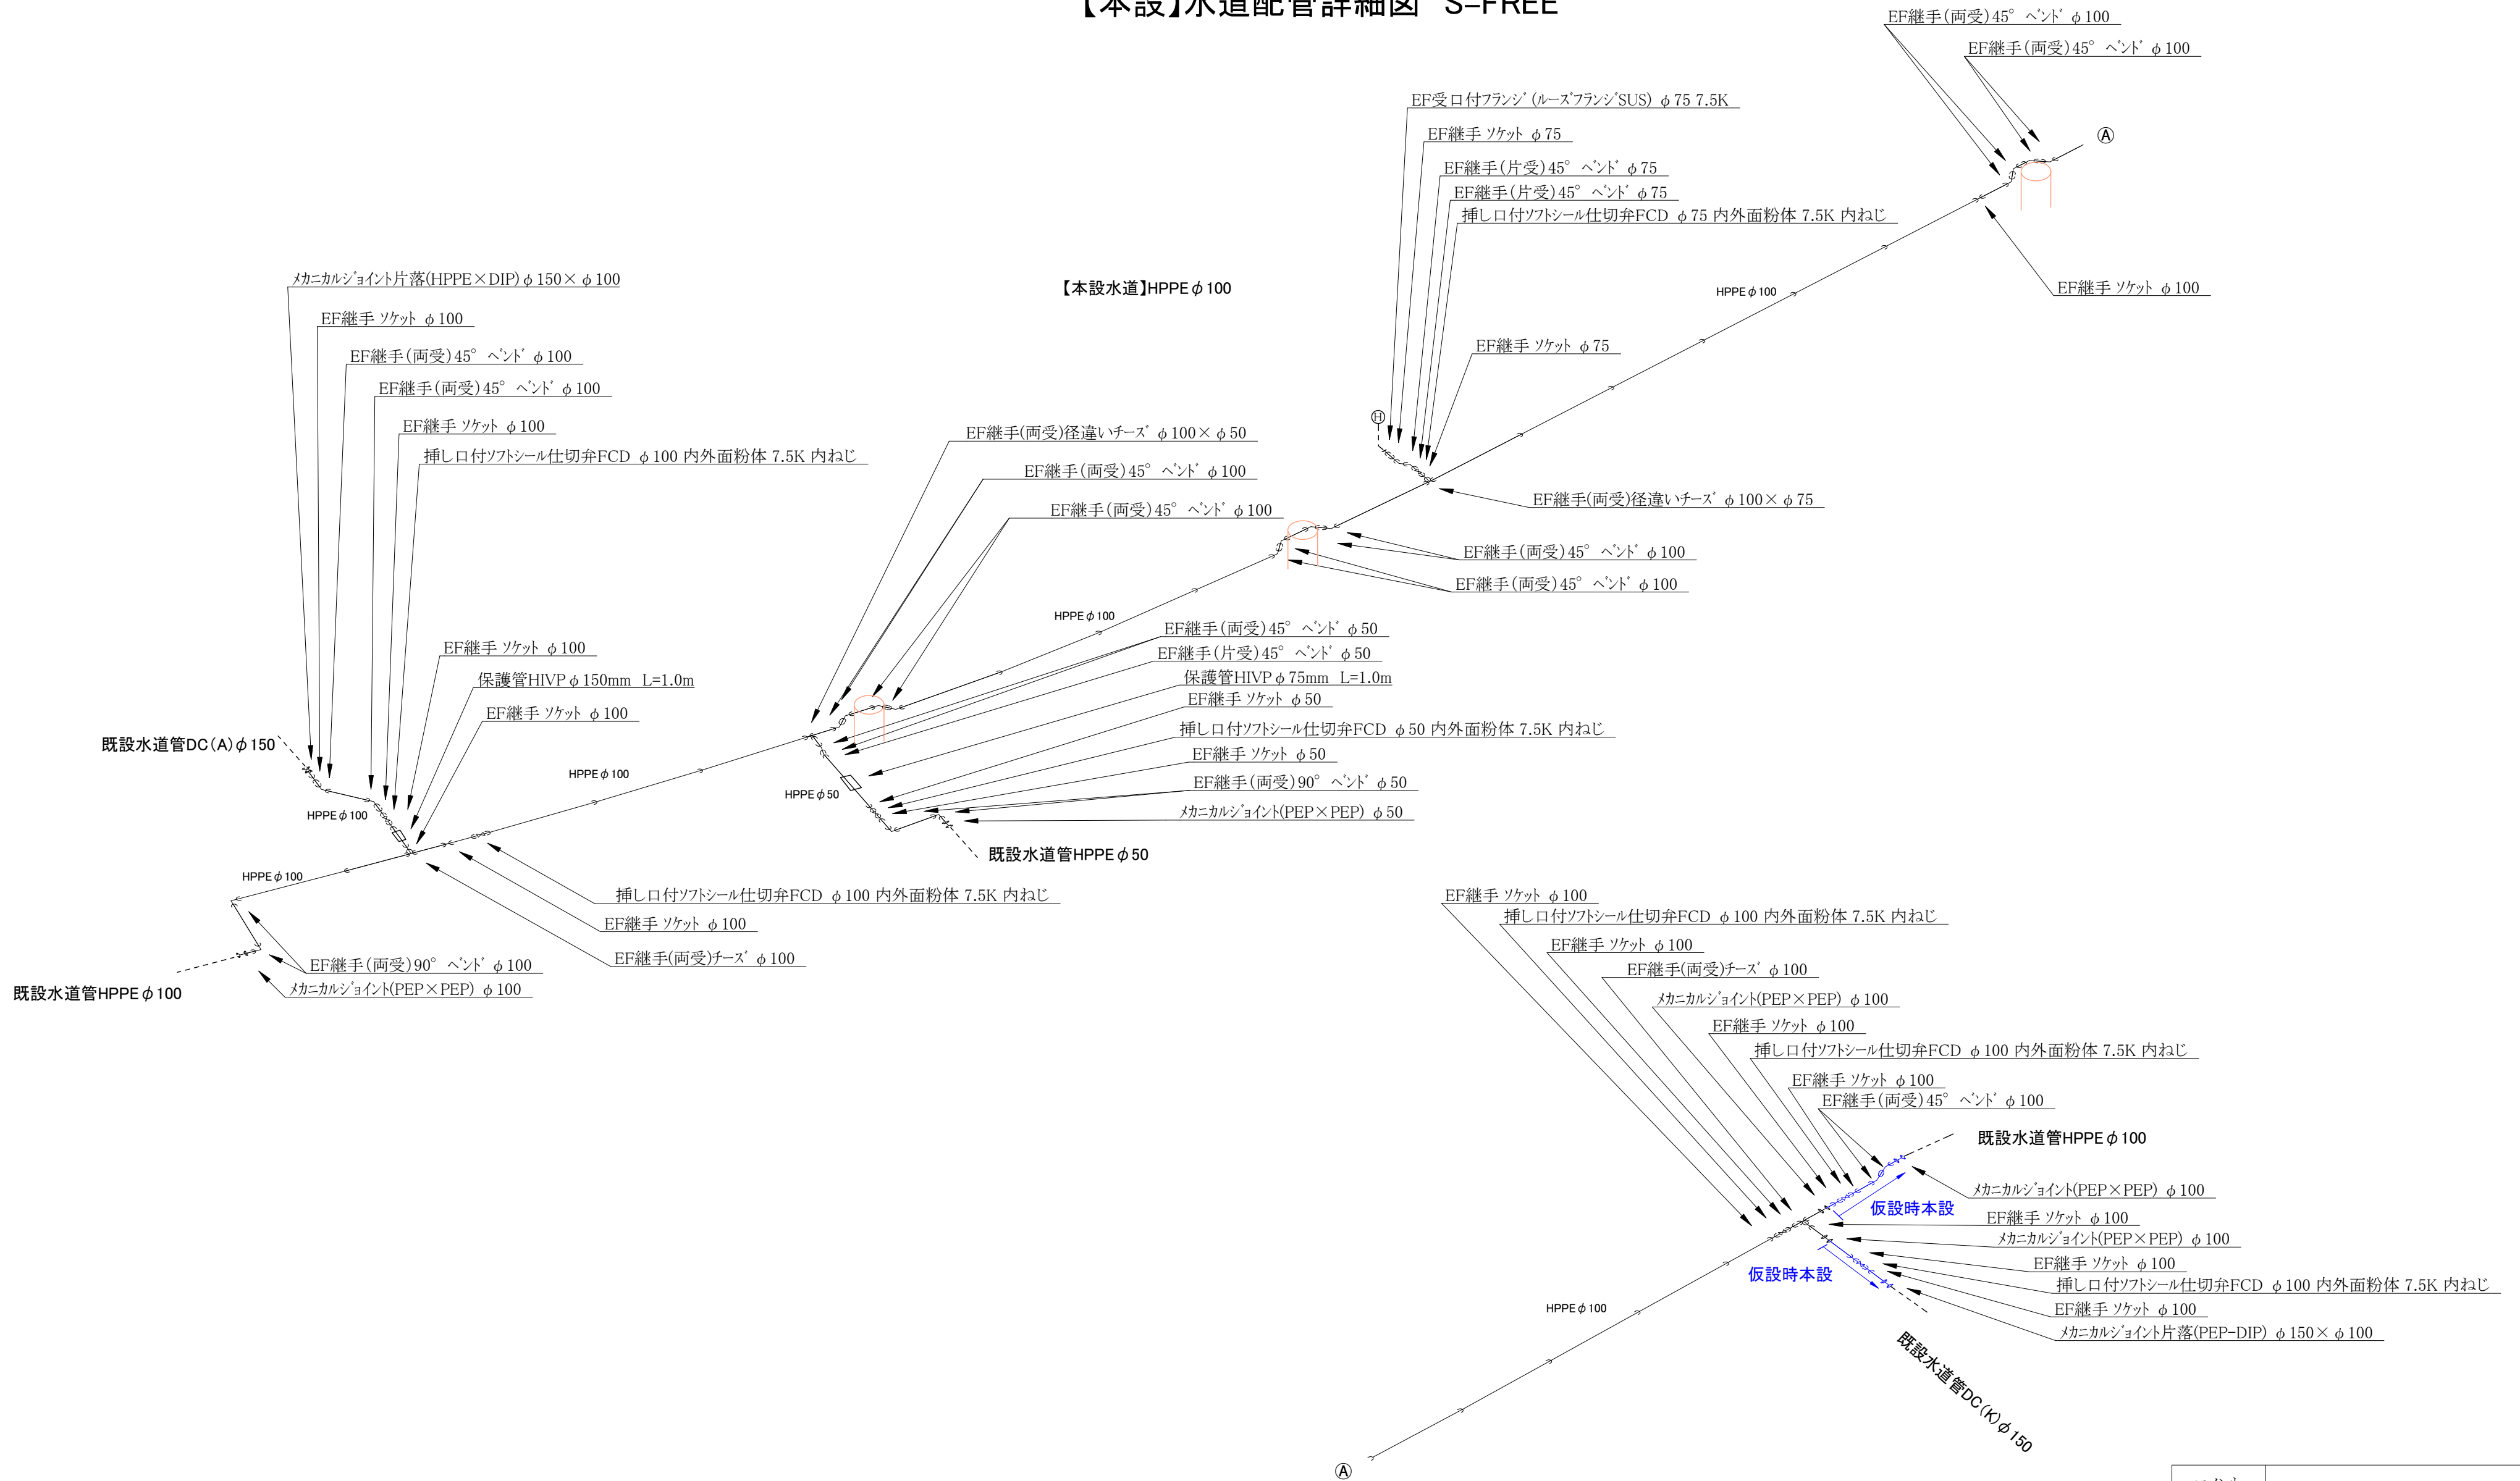 【本設】水道配管詳細図 S=FREE
EF継手(両受)45° ベンド φ100
EF継手(両受)45° ベンド φ100
EF受口付フランジ(ルーズフランジSUS) φ75 7.5K
EF継手 ソケット φ75
EF継手(片受)45° ベンド φ75
EF継手(片受)45° ベンド φ75
挿し口付ソフトシール仕切弁FCD φ75 内外面粉体 7.5K 内ねじ
Ⓐ
EF継手 ソケット φ100
【本設水道】HPPEφ100
HPPEφ100
EF継手 ソケット φ75
Ⓗ
EF継手(両受)径違いチーズ φ100×φ75
EF継手(両受)45° ベンド φ100
EF継手(両受)45° ベンド φ100
メカニカルジョイント片落(HPPE×DIP)φ150×φ100
EF継手 ソケット φ100
EF継手(両受)45° ベンド φ100
EF継手(両受)45° ベンド φ100
EF継手 ソケット φ100
挿し口付ソフトシール仕切弁FCD φ100 内外面粉体 7.5K 内ねじ
EF継手(両受)径違いチーズ φ100×φ50
EF継手(両受)45° ベンド φ100
EF継手(両受)45° ベンド φ100
HPPEφ100
EF継手 ソケット φ100
保護管HIVPφ150mm L=1.0m
EF継手 ソケット φ100
既設水道管DC(A)φ150
HPPEφ100
HPPEφ100
EF継手(両受)45° ベンド φ50
EF継手(片受)45° ベンド φ50
保護管HIVPφ75mm L=1.0m
EF継手 ソケット φ50
挿し口付ソフトシール仕切弁FCD φ50 内外面粉体 7.5K 内ねじ
EF継手 ソケット φ50
EF継手(両受)90° ベンド φ50
メカニカルジョイント(PEP×PEP) φ50
HPPEφ50
既設水道管HPPEφ50
HPPEφ100
挿し口付ソフトシール仕切弁FCD φ100 内外面粉体 7.5K 内ねじ
EF継手 ソケット φ100
EF継手(両受)チーズ φ100
EF継手(両受)90° ベンド φ100
メカニカルジョイント(PEP×PEP) φ100
既設水道管HPPEφ100
EF継手 ソケット φ100
挿し口付ソフトシール仕切弁FCD φ100 内外面粉体 7.5K 内ねじ
EF継手 ソケット φ100
EF継手(両受)チーズ φ100
メカニカルジョイント(PEP×PEP) φ100
EF継手 ソケット φ100
挿し口付ソフトシール仕切弁FCD φ100 内外面粉体 7.5K 内ねじ
EF継手 ソケット φ100
EF継手(両受)45° ベンド φ100
既設水道管HPPEφ100
メカニカルジョイント(PEP×PEP) φ100
仮設時本設
EF継手 ソケット φ100
メカニカルジョイント(PEP×PEP) φ100
EF継手 ソケット φ100
仮設時本設
挿し口付ソフトシール仕切弁FCD φ100 内外面粉体 7.5K 内ねじ
EF継手 ソケット φ100
メカニカルジョイント片落(PEP-DIP) φ150×φ100
HPPEφ100
既設水道管DC(K)φ150
Ⓐ